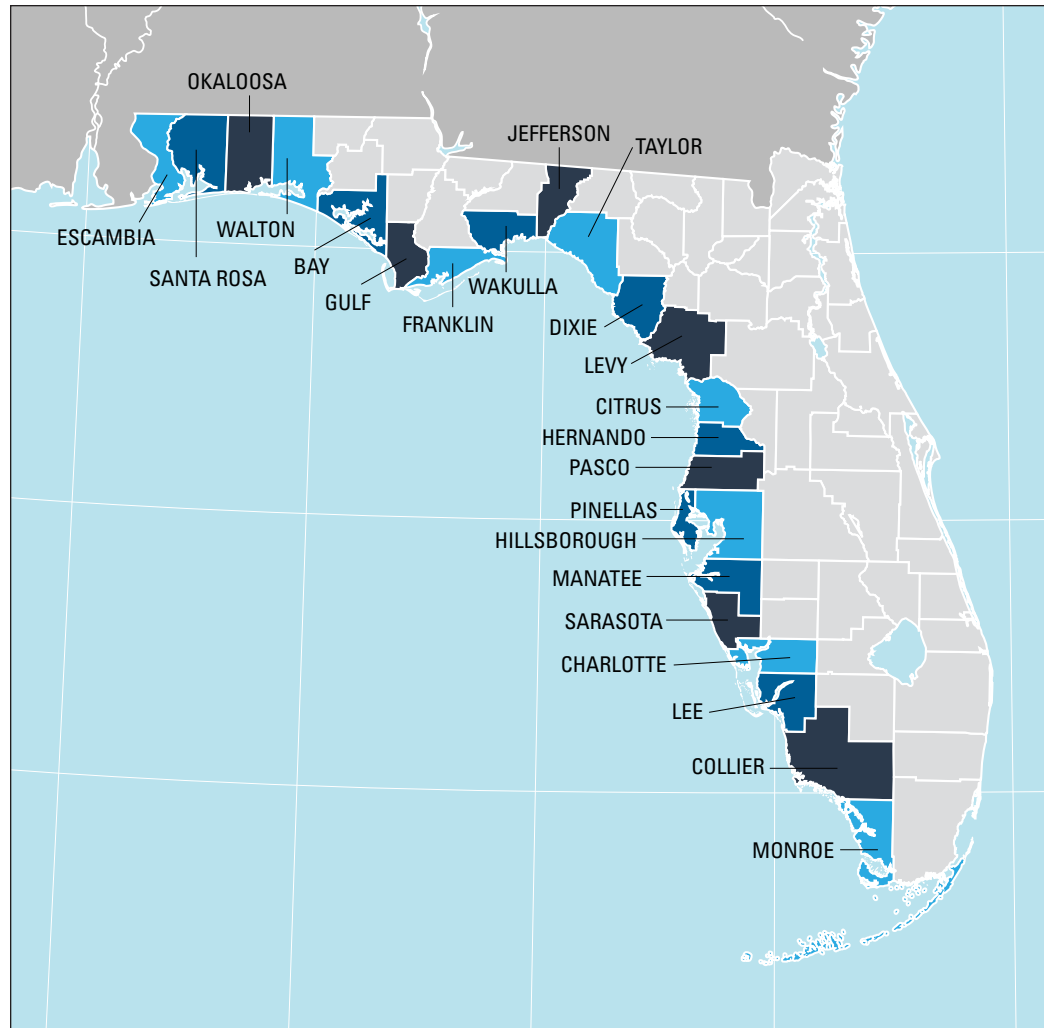 OKALOOSA
JEFFERSON
TAYLOR
ESCAMBIA
WALTON
SANTA ROSA
BAY
GULF
WAKULLA
FRANKLIN
DIXIE
LEVY
CITRUS
HERNANDO
PASCO
PINELLAS
HILLSBOROUGH
MANATEE
SARASOTA
CHARLOTTE
LEE
COLLIER
MONROE